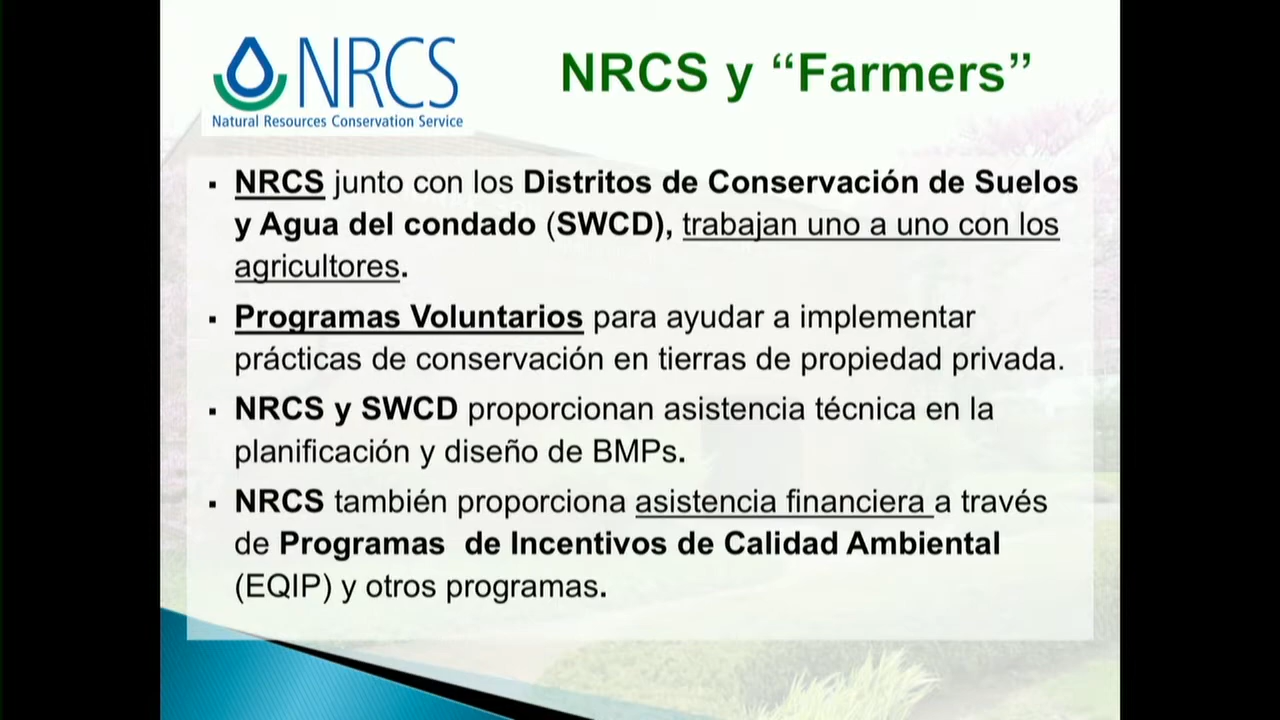 NRCS
Natural Resources Conservation Service
NRCS y “Farmers”
▪ NRCS junto con los Distritos de Conservación de Suelos
y Agua del condado (SWCD), trabajan uno a uno con los
agricultores.
▪ Programas Voluntarios para ayudar a implementar
prácticas de conservación en tierras de propiedad privada.
▪ NRCS y SWCD proporcionan asistencia técnica en la
planificación y diseño de BMPs.
▪ NRCS también proporciona asistencia financiera a través
de Programas de Incentivos de Calidad Ambiental
(EQIP) y otros programas.